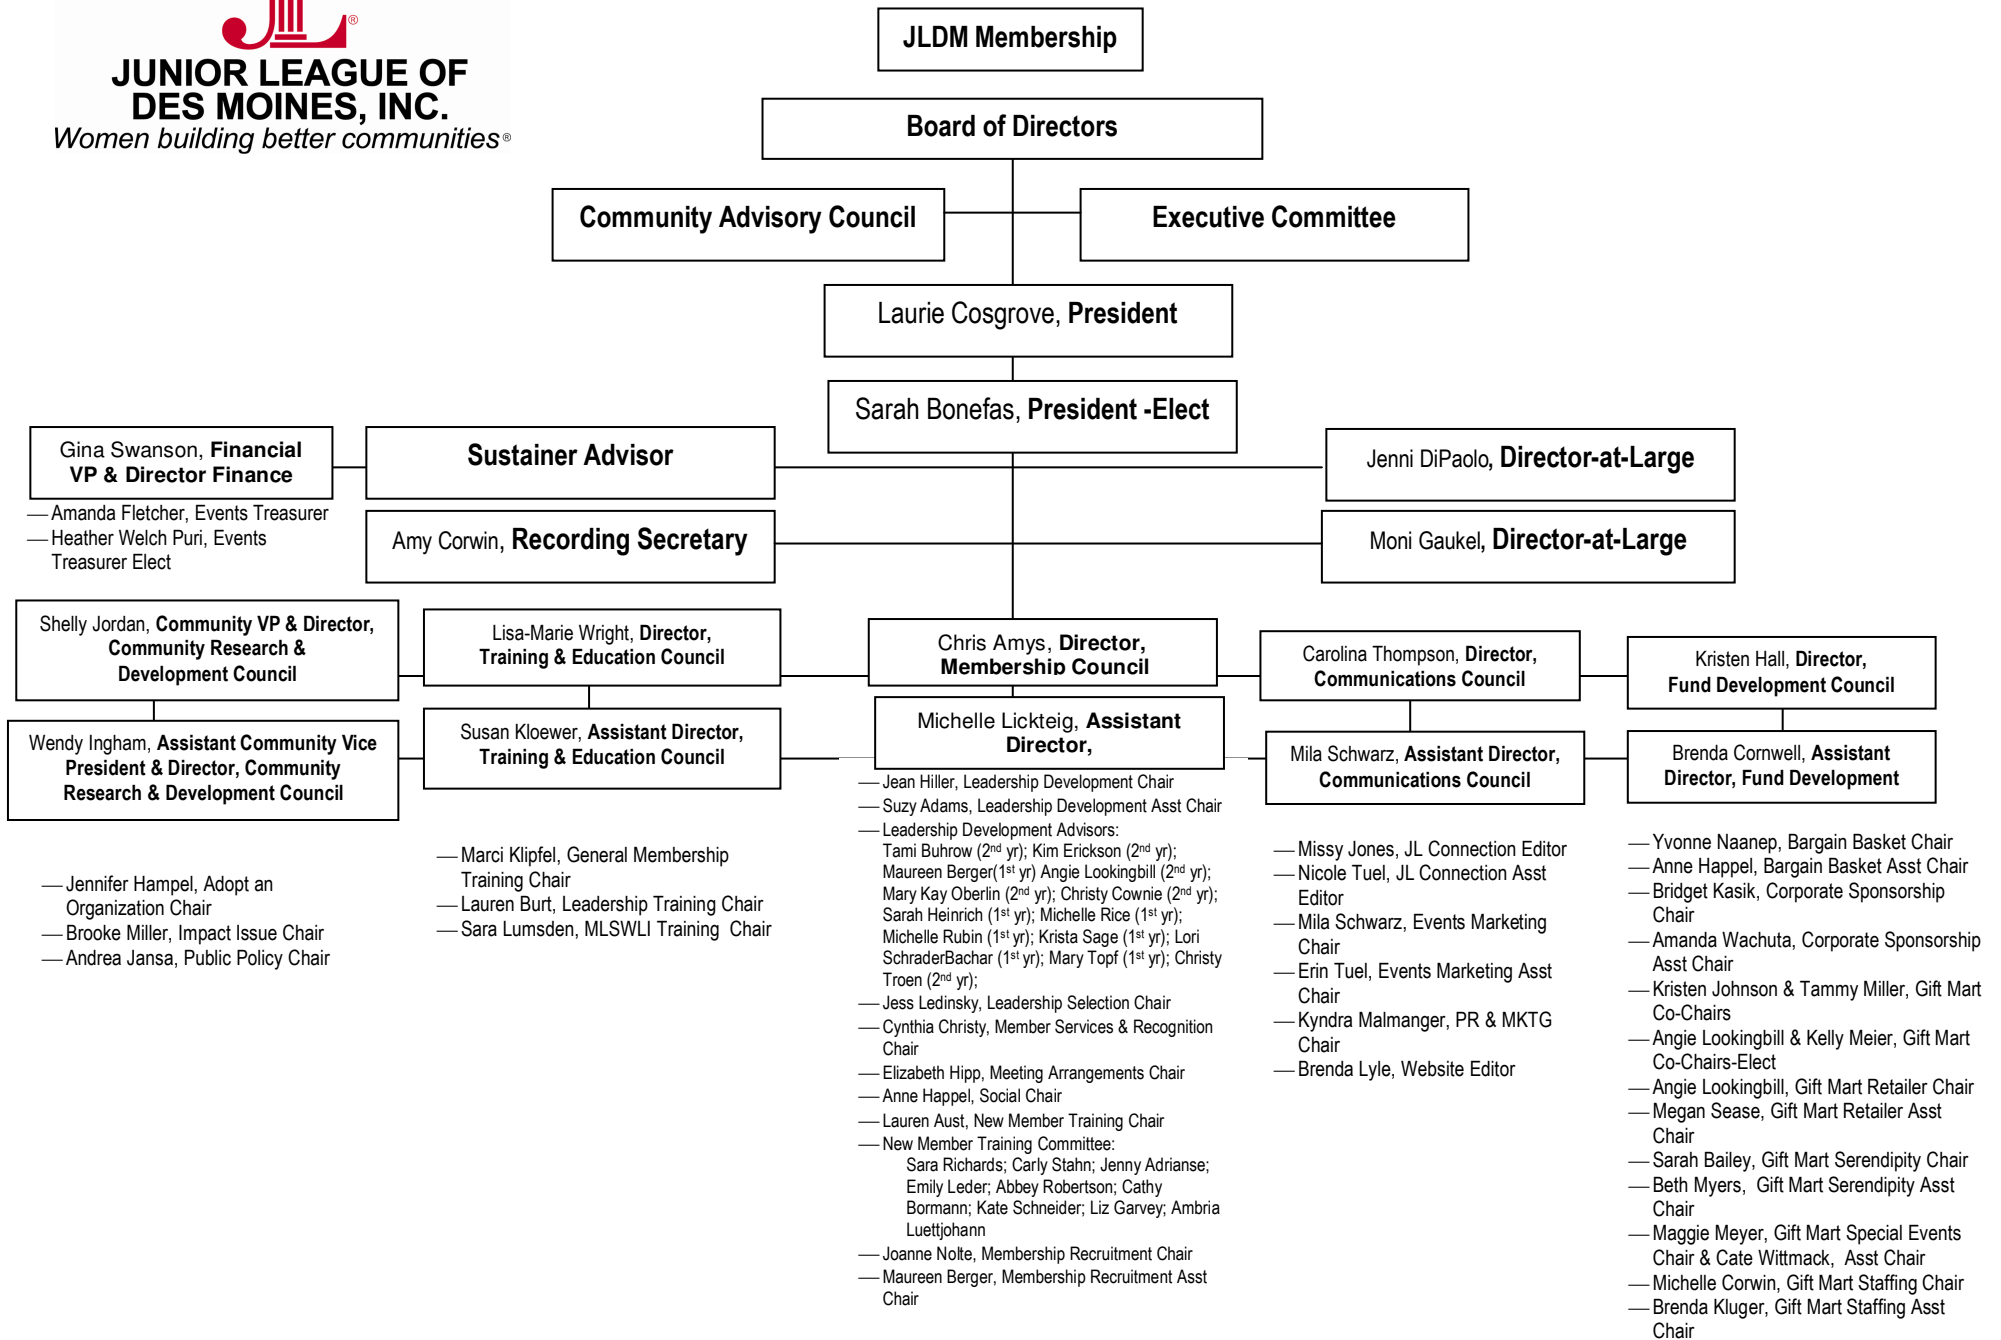 JL®
JUNIOR LEAGUE OF
DES MOINES, INC.
Women building better communities®
JLDM Membership
Board of Directors
Community Advisory Council
Executive Committee
Laurie Cosgrove, President
Sarah Bonefas, President -Elect
Gina Swanson, Financial
VP & Director Finance
— Amanda Fletcher, Events Treasurer
— Heather Welch Puri, Events
Treasurer Elect
Sustainer Advisor
Jenni DiPaolo, Director-at-Large
Amy Corwin, Recording Secretary
Moni Gaukel, Director-at-Large
Shelly Jordan, Community VP & Director,
Community Research &
Development Council
Lisa-Marie Wright, Director,
Training & Education Council
Chris Amys, Director,
Membership Council
Carolina Thompson, Director,
Communications Council
Kristen Hall, Director,
Fund Development Council
Wendy Ingham, Assistant Community Vice
President & Director, Community
Research & Development Council
Susan Kloewer, Assistant Director,
Training & Education Council
Michelle Lickteig, Assistant
Director,
Mila Schwarz, Assistant Director,
Communications Council
Brenda Cornwell, Assistant
Director, Fund Development
— Jennifer Hampel, Adopt an
Organization Chair
— Brooke Miller, Impact Issue Chair
— Andrea Jansa, Public Policy Chair
— Marci Klipfel, General Membership
Training Chair
— Lauren Burt, Leadership Training Chair
— Sara Lumsden, MLSWLI Training  Chair
— Jean Hiller, Leadership Development Chair
— Suzy Adams, Leadership Development Asst Chair
— Leadership Development Advisors:
Tami Buhrow (2nd yr); Kim Erickson (2nd yr);
Maureen Berger(1st yr) Angie Lookingbill (2nd yr);
Mary Kay Oberlin (2nd yr); Christy Cownie (2nd yr);
Sarah Heinrich (1st yr); Michelle Rice (1st yr);
Michelle Rubin (1st yr); Krista Sage (1st yr); Lori
SchraderBachar (1st yr); Mary Topf (1st yr); Christy
Troen (2nd yr);
— Jess Ledinsky, Leadership Selection Chair
— Cynthia Christy, Member Services & Recognition
Chair
— Elizabeth Hipp, Meeting Arrangements Chair
— Anne Happel, Social Chair
— Lauren Aust, New Member Training Chair
— New Member Training Committee:
Sara Richards; Carly Stahn; Jenny Adrianse;
Emily Leder; Abbey Robertson; Cathy
Bormann; Kate Schneider; Liz Garvey; Ambria
Luettjohann
— Joanne Nolte, Membership Recruitment Chair
— Maureen Berger, Membership Recruitment Asst
Chair
— Missy Jones, JL Connection Editor
— Nicole Tuel, JL Connection Asst
Editor
— Mila Schwarz, Events Marketing
Chair
— Erin Tuel, Events Marketing Asst
Chair
— Kyndra Malmanger, PR & MKTG
Chair
— Brenda Lyle, Website Editor
— Yvonne Naanep, Bargain Basket Chair
— Anne Happel, Bargain Basket Asst Chair
— Bridget Kasik, Corporate Sponsorship
Chair
— Amanda Wachuta, Corporate Sponsorship
Asst Chair
— Kristen Johnson & Tammy Miller, Gift Mart
Co-Chairs
— Angie Lookingbill & Kelly Meier, Gift Mart
Co-Chairs-Elect
— Angie Lookingbill, Gift Mart Retailer Chair
— Megan Sease, Gift Mart Retailer Asst
Chair
— Sarah Bailey, Gift Mart Serendipity Chair
— Beth Myers,  Gift Mart Serendipity Asst
Chair
— Maggie Meyer, Gift Mart Special Events
Chair & Cate Wittmack,  Asst Chair
— Michelle Corwin, Gift Mart Staffing Chair
— Brenda Kluger, Gift Mart Staffing Asst
Chair